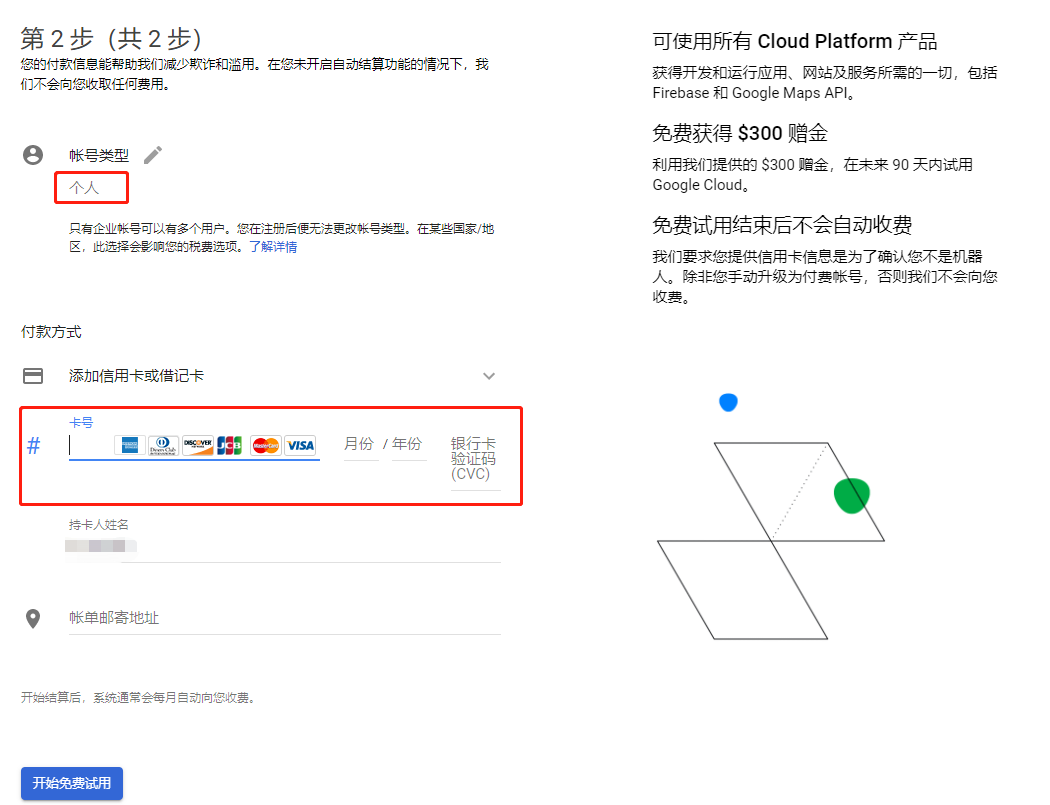 第 2 步（共 2 步）
您的付款信息能帮助我们减少欺诈和滥用。在您未开启自动结算功能的情况下，我
们不会向您收取任何费用。
帐号类型
个人
只有企业帐号可以有多个用户。您在注册后便无法更改帐号类型。在某些国家/地
区，此选择会影响您的税费选项。了解详情
付款方式
添加信用卡或借记卡
卡号
#
DISCOVER
JCB
MasterCard
VISA
月份 / 年份
银行卡
验证码
(CVC)
持卡人姓名
帐单邮寄地址
开始结算后，系统通常会每月自动向您收费。
开始免费试用
可使用所有 Cloud Platform 产品
获得开发和运行应用、网站及服务所需的一切，包括
Firebase 和 Google Maps API。
免费获得 $300 赠金
利用我们提供的 $300 赠金，在未来 90 天内试用
Google Cloud。
免费试用结束后不会自动收费
我们要求您提供信用卡信息是为了确认您不是机器
人。除非您手动升级为付费帐号，否则我们不会向您
收费。